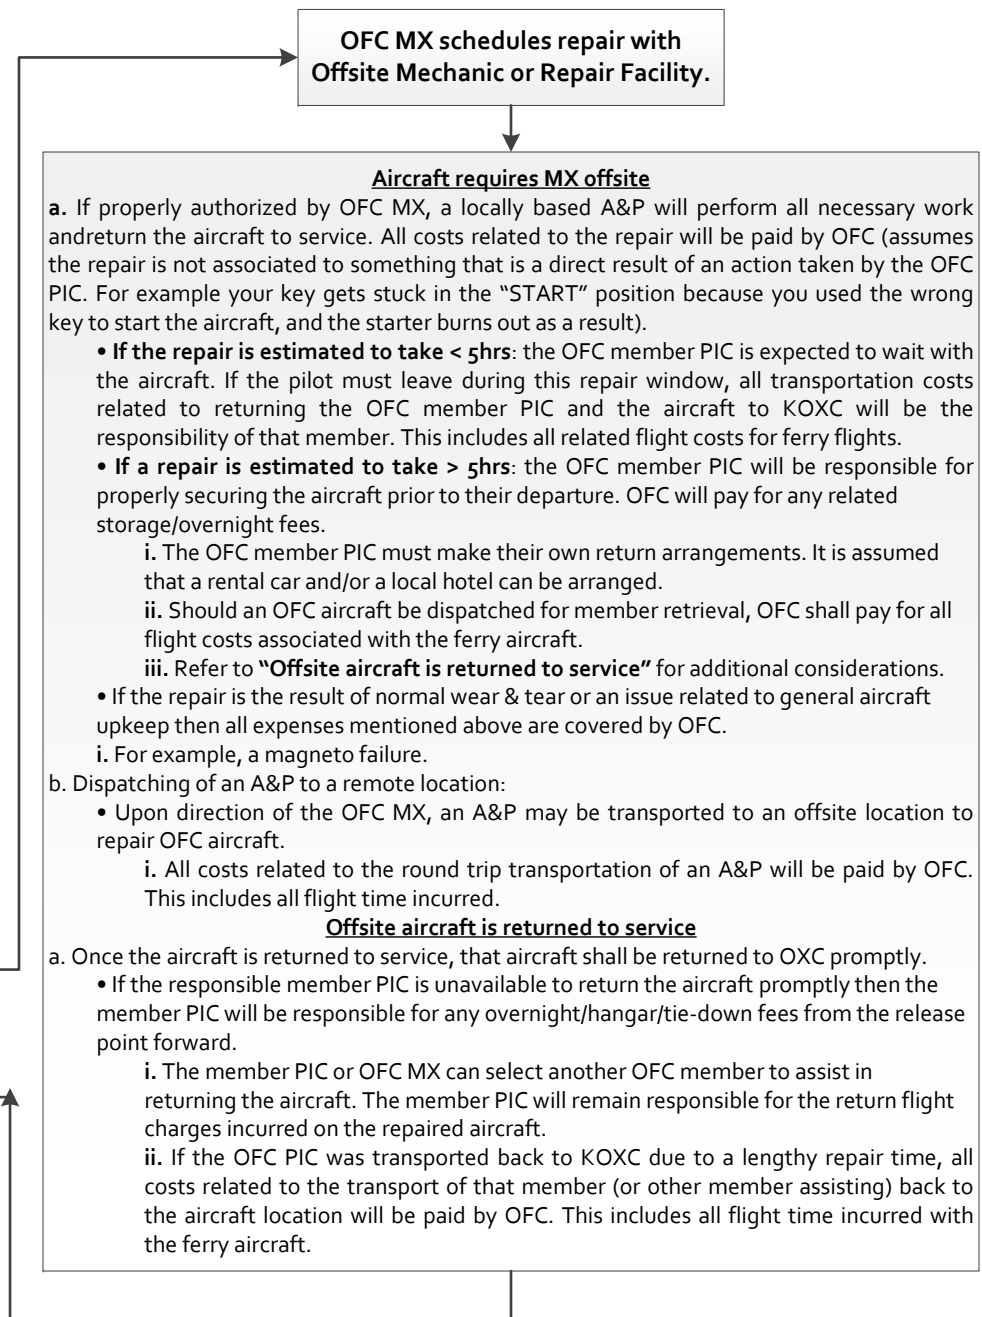 OFC MX schedules repair with
Offsite Mechanic or Repair Facility.
Aircraft requires MX offsite
a. If properly authorized by OFC MX, a locally based A&P will perform all necessary work
andreturn the aircraft to service. All costs related to the repair will be paid by OFC (assumes
the repair is not associated to something that is a direct result of an action taken by the OFC
PIC. For example your key gets stuck in the “START” position because you used the wrong
key to start the aircraft, and the starter burns out as a result).
• If the repair is estimated to take < 5hrs: the OFC member PIC is expected to wait with
the aircraft. If the pilot must leave during this repair window, all transportation costs
related to returning the OFC member PIC and the aircraft to KOXC will be the
responsibility of that member. This includes all related flight costs for ferry flights.
• If a repair is estimated to take > 5hrs: the OFC member PIC will be responsible for
properly securing the aircraft prior to their departure. OFC will pay for any related
storage/overnight fees.
i. The OFC member PIC must make their own return arrangements. It is assumed
that a rental car and/or a local hotel can be arranged.
ii. Should an OFC aircraft be dispatched for member retrieval, OFC shall pay for all
flight costs associated with the ferry aircraft.
iii. Refer to “Offsite aircraft is returned to service” for additional considerations.
• If the repair is the result of normal wear & tear or an issue related to general aircraft
upkeep then all expenses mentioned above are covered by OFC.
i. For example, a magneto failure.
b. Dispatching of an A&P to a remote location:
• Upon direction of the OFC MX, an A&P may be transported to an offsite location to
repair OFC aircraft.
i. All costs related to the round trip transportation of an A&P will be paid by OFC.
This includes all flight time incurred.
Offsite aircraft is returned to service
a. Once the aircraft is returned to service, that aircraft shall be returned to OXC promptly.
• If the responsible member PIC is unavailable to return the aircraft promptly then the
member PIC will be responsible for any overnight/hangar/tie-down fees from the release
point forward.
i. The member PIC or OFC MX can select another OFC member to assist in
returning the aircraft. The member PIC will remain responsible for the return flight
charges incurred on the repaired aircraft.
ii. If the OFC PIC was transported back to KOXC due to a lengthy repair time, all
costs related to the transport of that member (or other member assisting) back to
the aircraft location will be paid by OFC. This includes all flight time incurred with
the ferry aircraft.